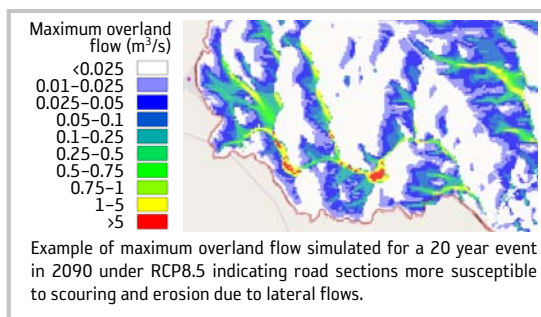 Maximum overland
flow (m³/s)
<0.025
0.01–0.025
0.025–0.05
0.05–0.1
0.1–0.25
0.25–0.5
0.5–0.75
0.75–1
1–5
>5
Example of maximum overland flow simulated for a 20 year event
in 2090 under RCP8.5 indicating road sections more susceptible
to scouring and erosion due to lateral flows.